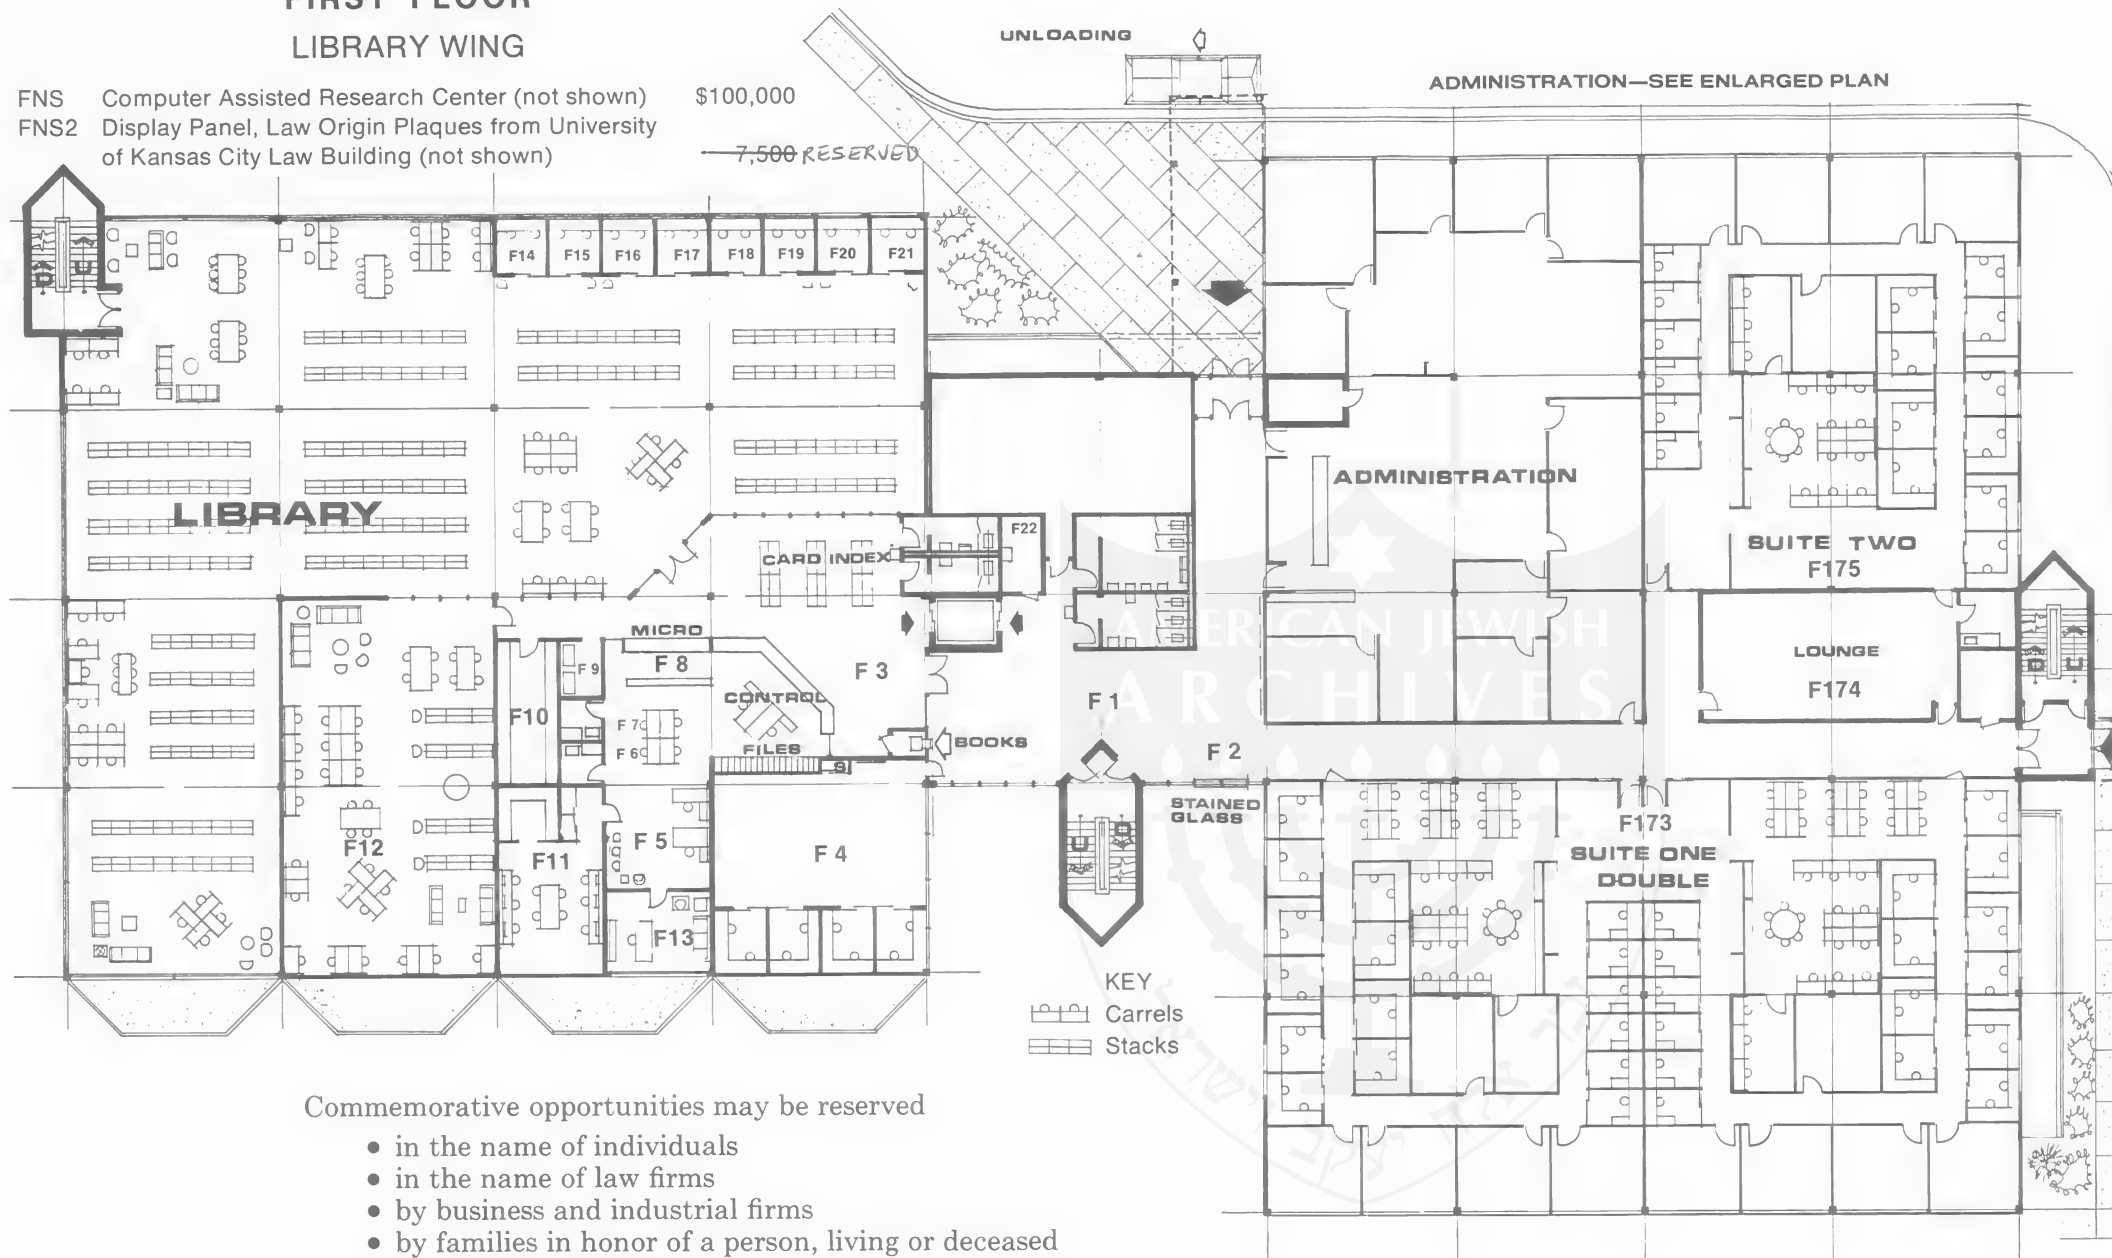 FIRST FLOOR
LIBRARY WING
FNS Computer Assisted Research Center (not shown) $100,000
FNS2 Display Panel, Law Origin Plaques from University
of Kansas City Law Building (not shown) 7,500 RESERVED
UNLOADING
ADMINISTRATION—SEE ENLARGED PLAN
D U
F14 F15 F16 F17 F18 F19 F20 F21
LIBRARY
CARD INDEX
F22
ADMINISTRATION
SUITE TWO
F175
MICRO
F 8
F 9
F 3
CONTROL
F10
F 7
F 6
FILES
S
BOOKS
F 1
F 2
LOUNGE
F174
D U
STAINED
GLASS
U D
F173
SUITE ONE
DOUBLE
F12
F11
F 5
F 4
F13
AMERICAN JEWISH
ARCHIVES
KEY
Carrels
Stacks
Commemorative opportunities may be reserved
• in the name of individuals
• in the name of law firms
• by business and industrial firms
• by families in honor of a person, living or deceased